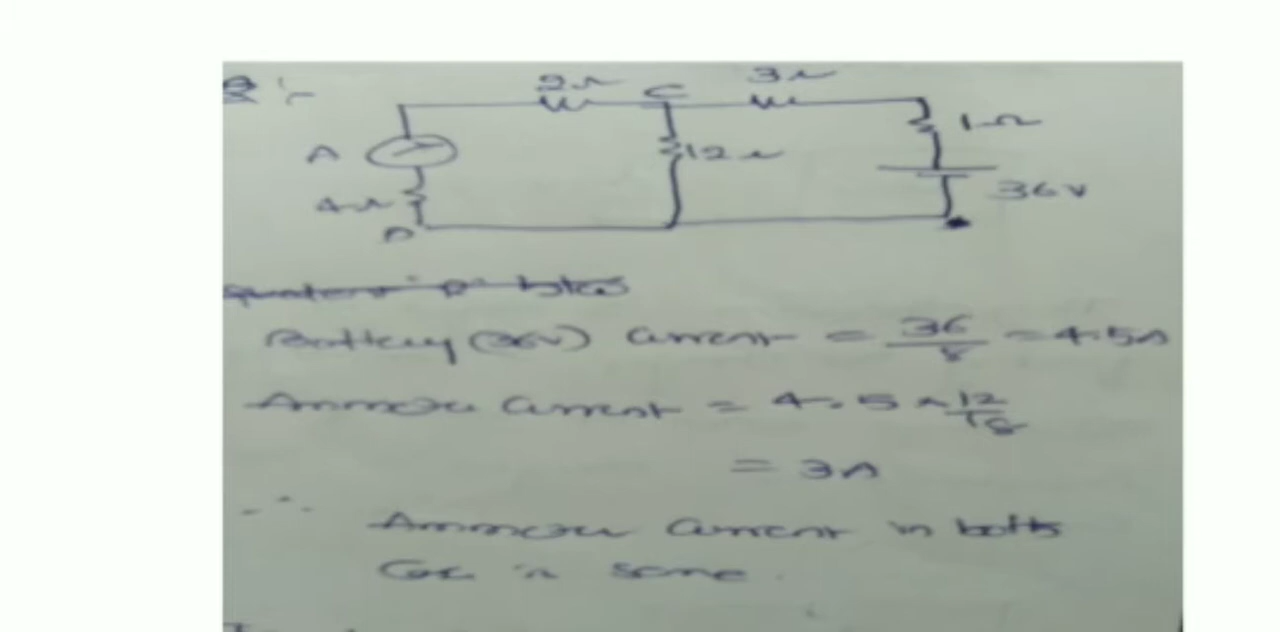 2Ω C 3Ω
1Ω
A 12Ω
36V
4Ω
D
Battery (36V) Current = 36/8 = 4.5A
Ammeter Current = 4.5 × 12/18
= 3A
∴ Ammeter Current in both
Case is same.